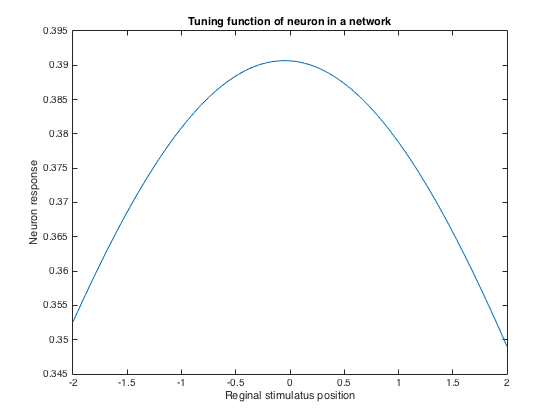 Tuning function of neuron in a network
0.395
0.39
0.385
0.38
0.375
0.37
0.365
0.36
0.355
0.35
0.345
Neuron response
-2 -1.5 -1 -0.5 0 0.5 1 1.5 2
Reginal stimulatus position